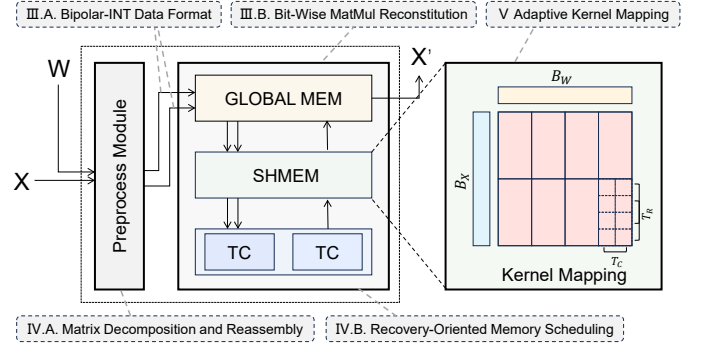 Ⅲ.A. Bipolar-INT Data Format
Ⅲ.B. Bit-Wise MatMul Reconstitution
Ⅴ Adaptive Kernel Mapping
W
X
Preprocess Module
GLOBAL MEM
SHMEM
TC
TC
X'
B_W
B_X
T_R
T_C
Kernel Mapping
Ⅳ.A. Matrix Decomposition and Reassembly
Ⅳ.B. Recovery-Oriented Memory Scheduling